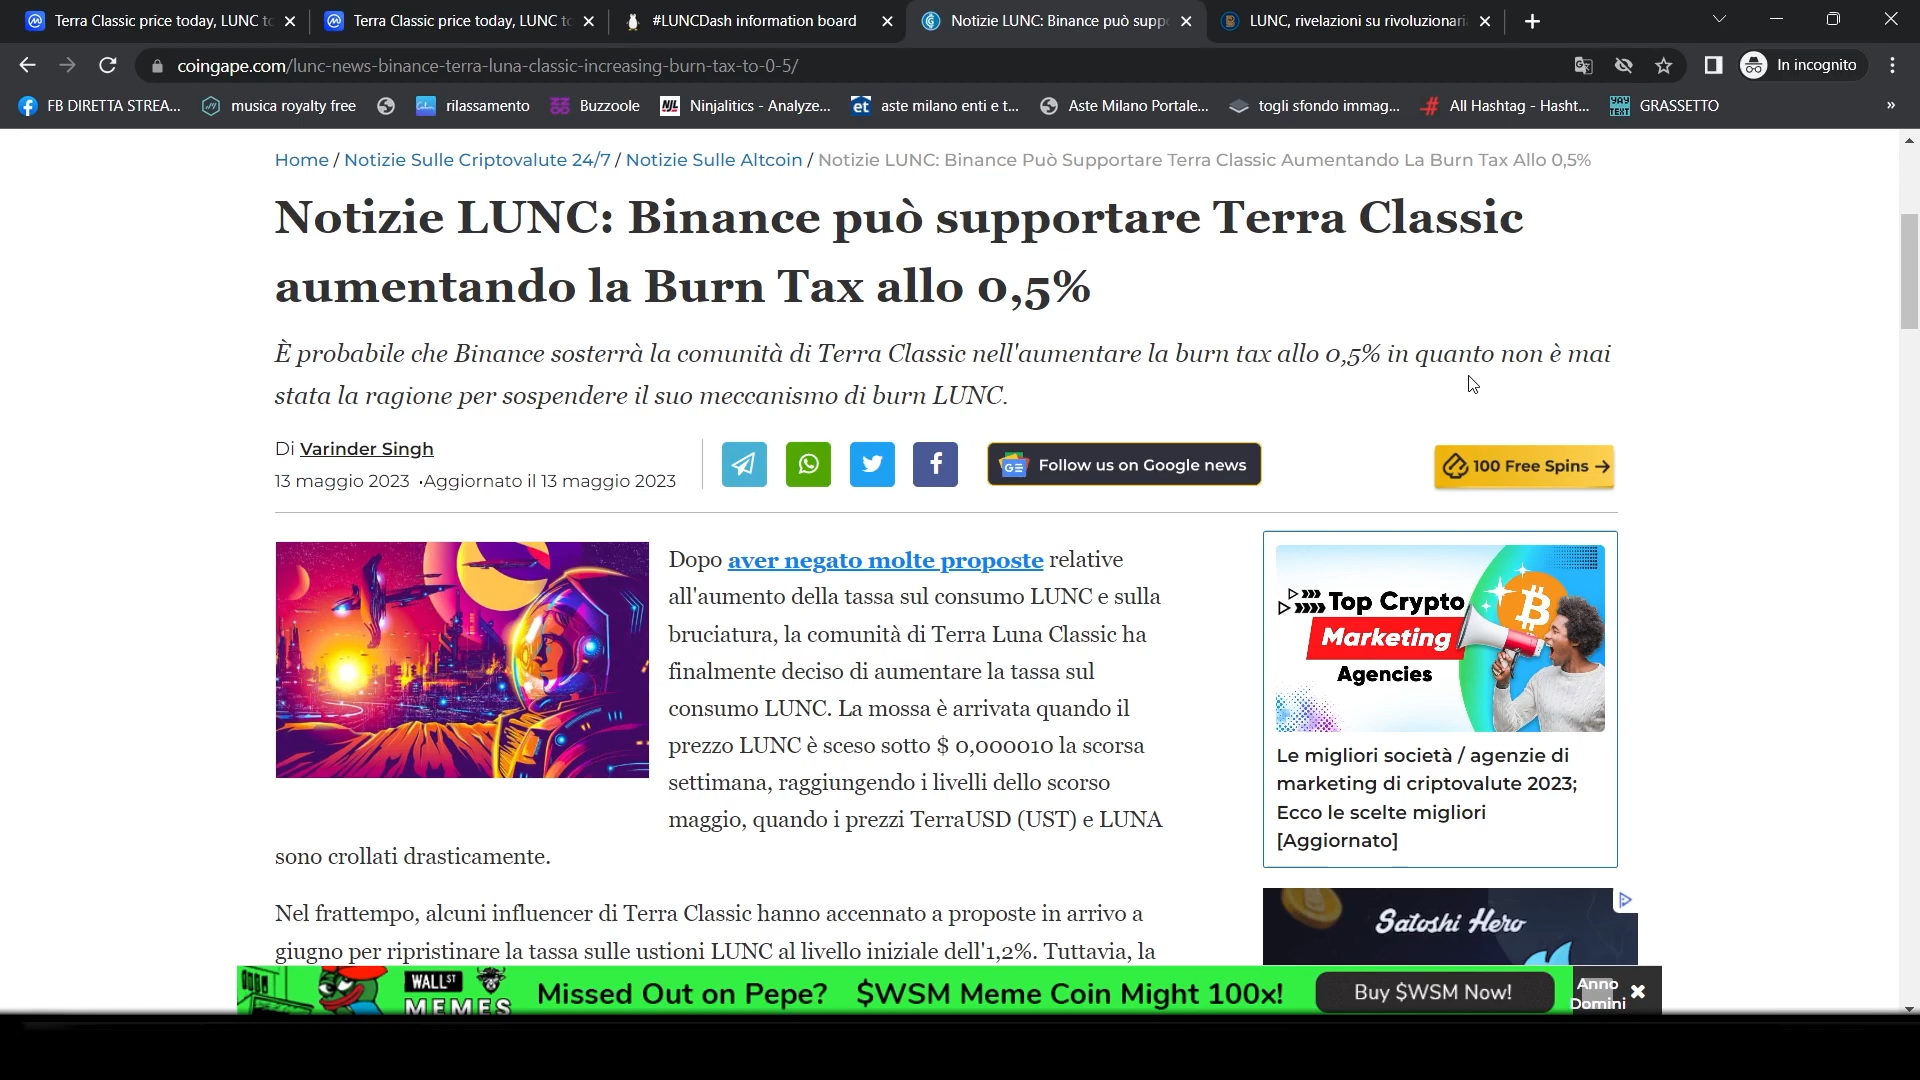 Terra Classic price today, LUNC to
Terra Classic price today, LUNC to
#LUNCDash information board
Notizie LUNC: Binance può supp
LUNC, rivelazioni su rivoluzionari
coingape.com/lunc-news-binance-terra-luna-classic-increasing-burn-tax-to-0-5/
In incognito
FB DIRETTA STREA...
musica royalty free
rilassamento
Buzzoole
NJL
Ninjalitics - Analyze...
et
aste milano enti e t...
Aste Milano Portale...
togli sfondo immag...
All Hashtag - Hasht...
YAY TEXT
GRASSETTO
»
Home / Notizie Sulle Criptovalute 24/7 / Notizie Sulle Altcoin / Notizie LUNC: Binance Può Supportare Terra Classic Aumentando La Burn Tax Allo 0,5%
Notizie LUNC: Binance può supportare Terra Classic
aumentando la Burn Tax allo 0,5%
È probabile che Binance sosterrà la comunità di Terra Classic nell'aumentare la burn tax allo 0,5% in quanto non è mai
stata la ragione per sospendere il suo meccanismo di burn LUNC.
Di Varinder Singh
13 maggio 2023 ·Aggiornato il 13 maggio 2023
GE Follow us on Google news
100 Free Spins →
Dopo aver negato molte proposte relative
all'aumento della tassa sul consumo LUNC e sulla
bruciatura, la comunità di Terra Luna Classic ha
finalmente deciso di aumentare la tassa sul
consumo LUNC. La mossa è arrivata quando il
prezzo LUNC è sceso sotto $ 0,000010 la scorsa
settimana, raggiungendo i livelli dello scorso
maggio, quando i prezzi TerraUSD (UST) e LUNA
sono crollati drasticamente.
Nel frattempo, alcuni influencer di Terra Classic hanno accennato a proposte in arrivo a
giugno per ripristinare la tassa sulle ustioni LUNC al livello iniziale dell'1,2%. Tuttavia, la
Top Crypto
Marketing
Agencies
Le migliori società / agenzie di
marketing di criptovalute 2023;
Ecco le scelte migliori
[Aggiornato]
Satoshi Hero
WALL ST
MEMES
Missed Out on Pepe? $WSM Meme Coin Might 100x!
Buy $WSM Now!
Anno
Domini